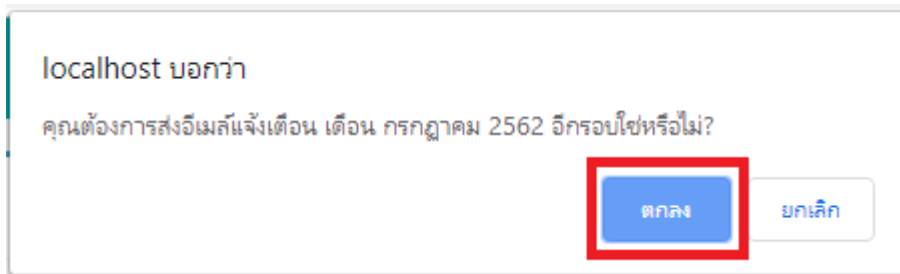 localhost บอกว่า
คุณต้องการส่งอีเมล์แจ้งเตือน เดือน กรกฎาคม 2562 อีกรอบใช่หรือไม่?
ตกลง ยกเลิก